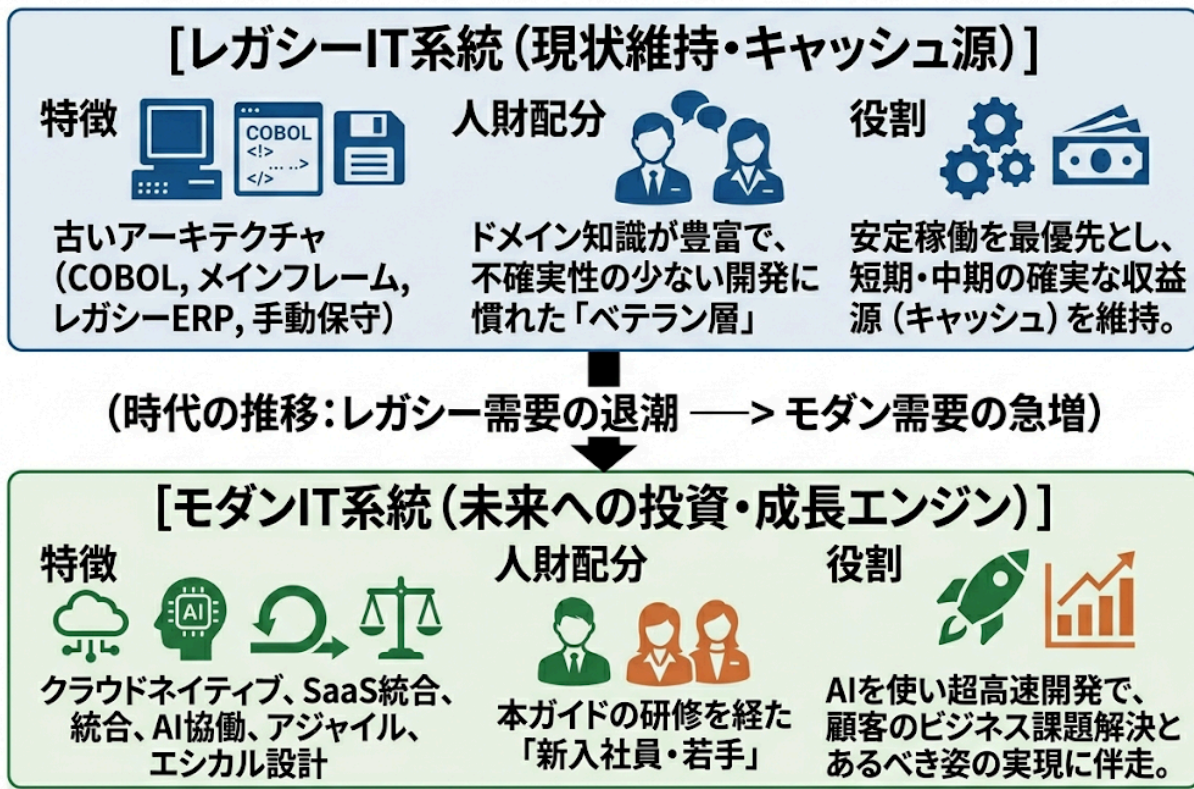 [レガシーIT系統（現状維持・キャッシュ源）]
特徴
COBOL
<!>
... ..>
</>
古いアーキテクチャ
（COBOL, メインフレーム,
レガシーERP, 手動保守）
人財配分
ドメイン知識が豊富で、
不確実性の少ない開発に
慣れた「ベテラン層」
役割
安定稼働を最優先とし、
短期・中期の確実な収益
源（キャッシュ）を維持。
（時代の推移：レガシー需要の退潮 ──> モダン需要の急増）
[モダンIT系統（未来への投資・成長エンジン）]
特徴
AI
クラウドネイティブ、SaaS統合、
統合、AI協働、アジャイル、
エシカル設計
人財配分
本ガイドの研修を経た
「新入社員・若手」
役割
AIを使い超高速開発で、
顧客のビジネス課題解決と
あるべき姿の実現に伴走。